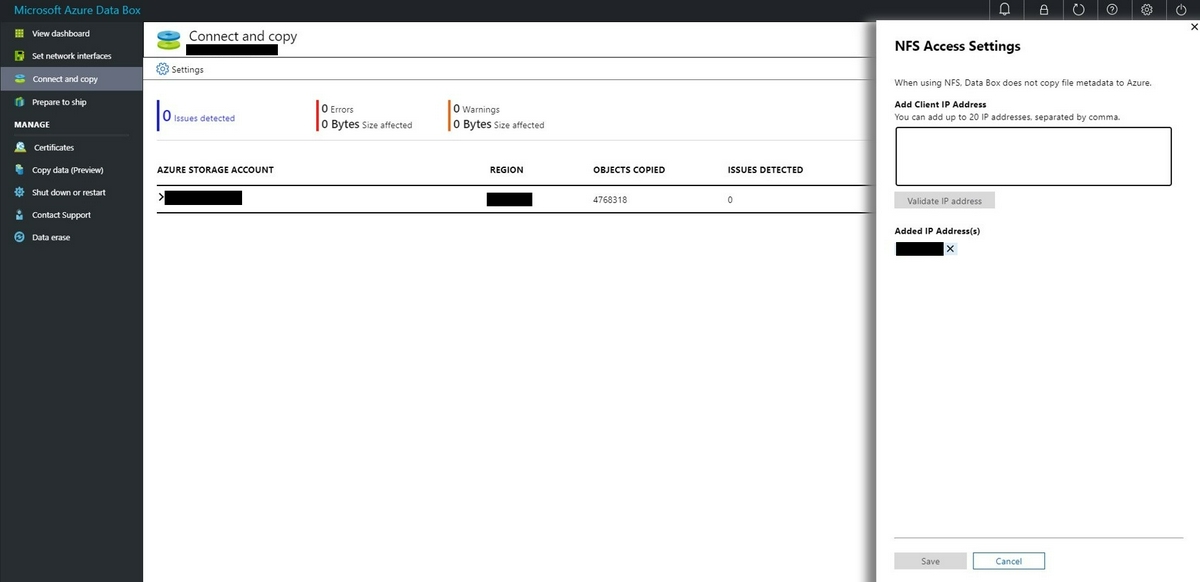 Microsoft Azure Data Box
View dashboard
Set network interfaces
Connect and copy
Prepare to ship
MANAGE
Certificates
Copy data (Preview)
Shut down or restart
Contact Support
Data erase
Connect and copy
Settings
0 Issues detected
0 Errors
0 Bytes Size affected
0 Warnings
0 Bytes Size affected
AZURE STORAGE ACCOUNT REGION OBJECTS COPIED ISSUES DETECTED
4768318 0
NFS Access Settings
When using NFS, Data Box does not copy file metadata to Azure.
Add Client IP Address
You can add up to 20 IP addresses, separated by comma.
Validate IP address
Added IP Address(s)
Save Cancel